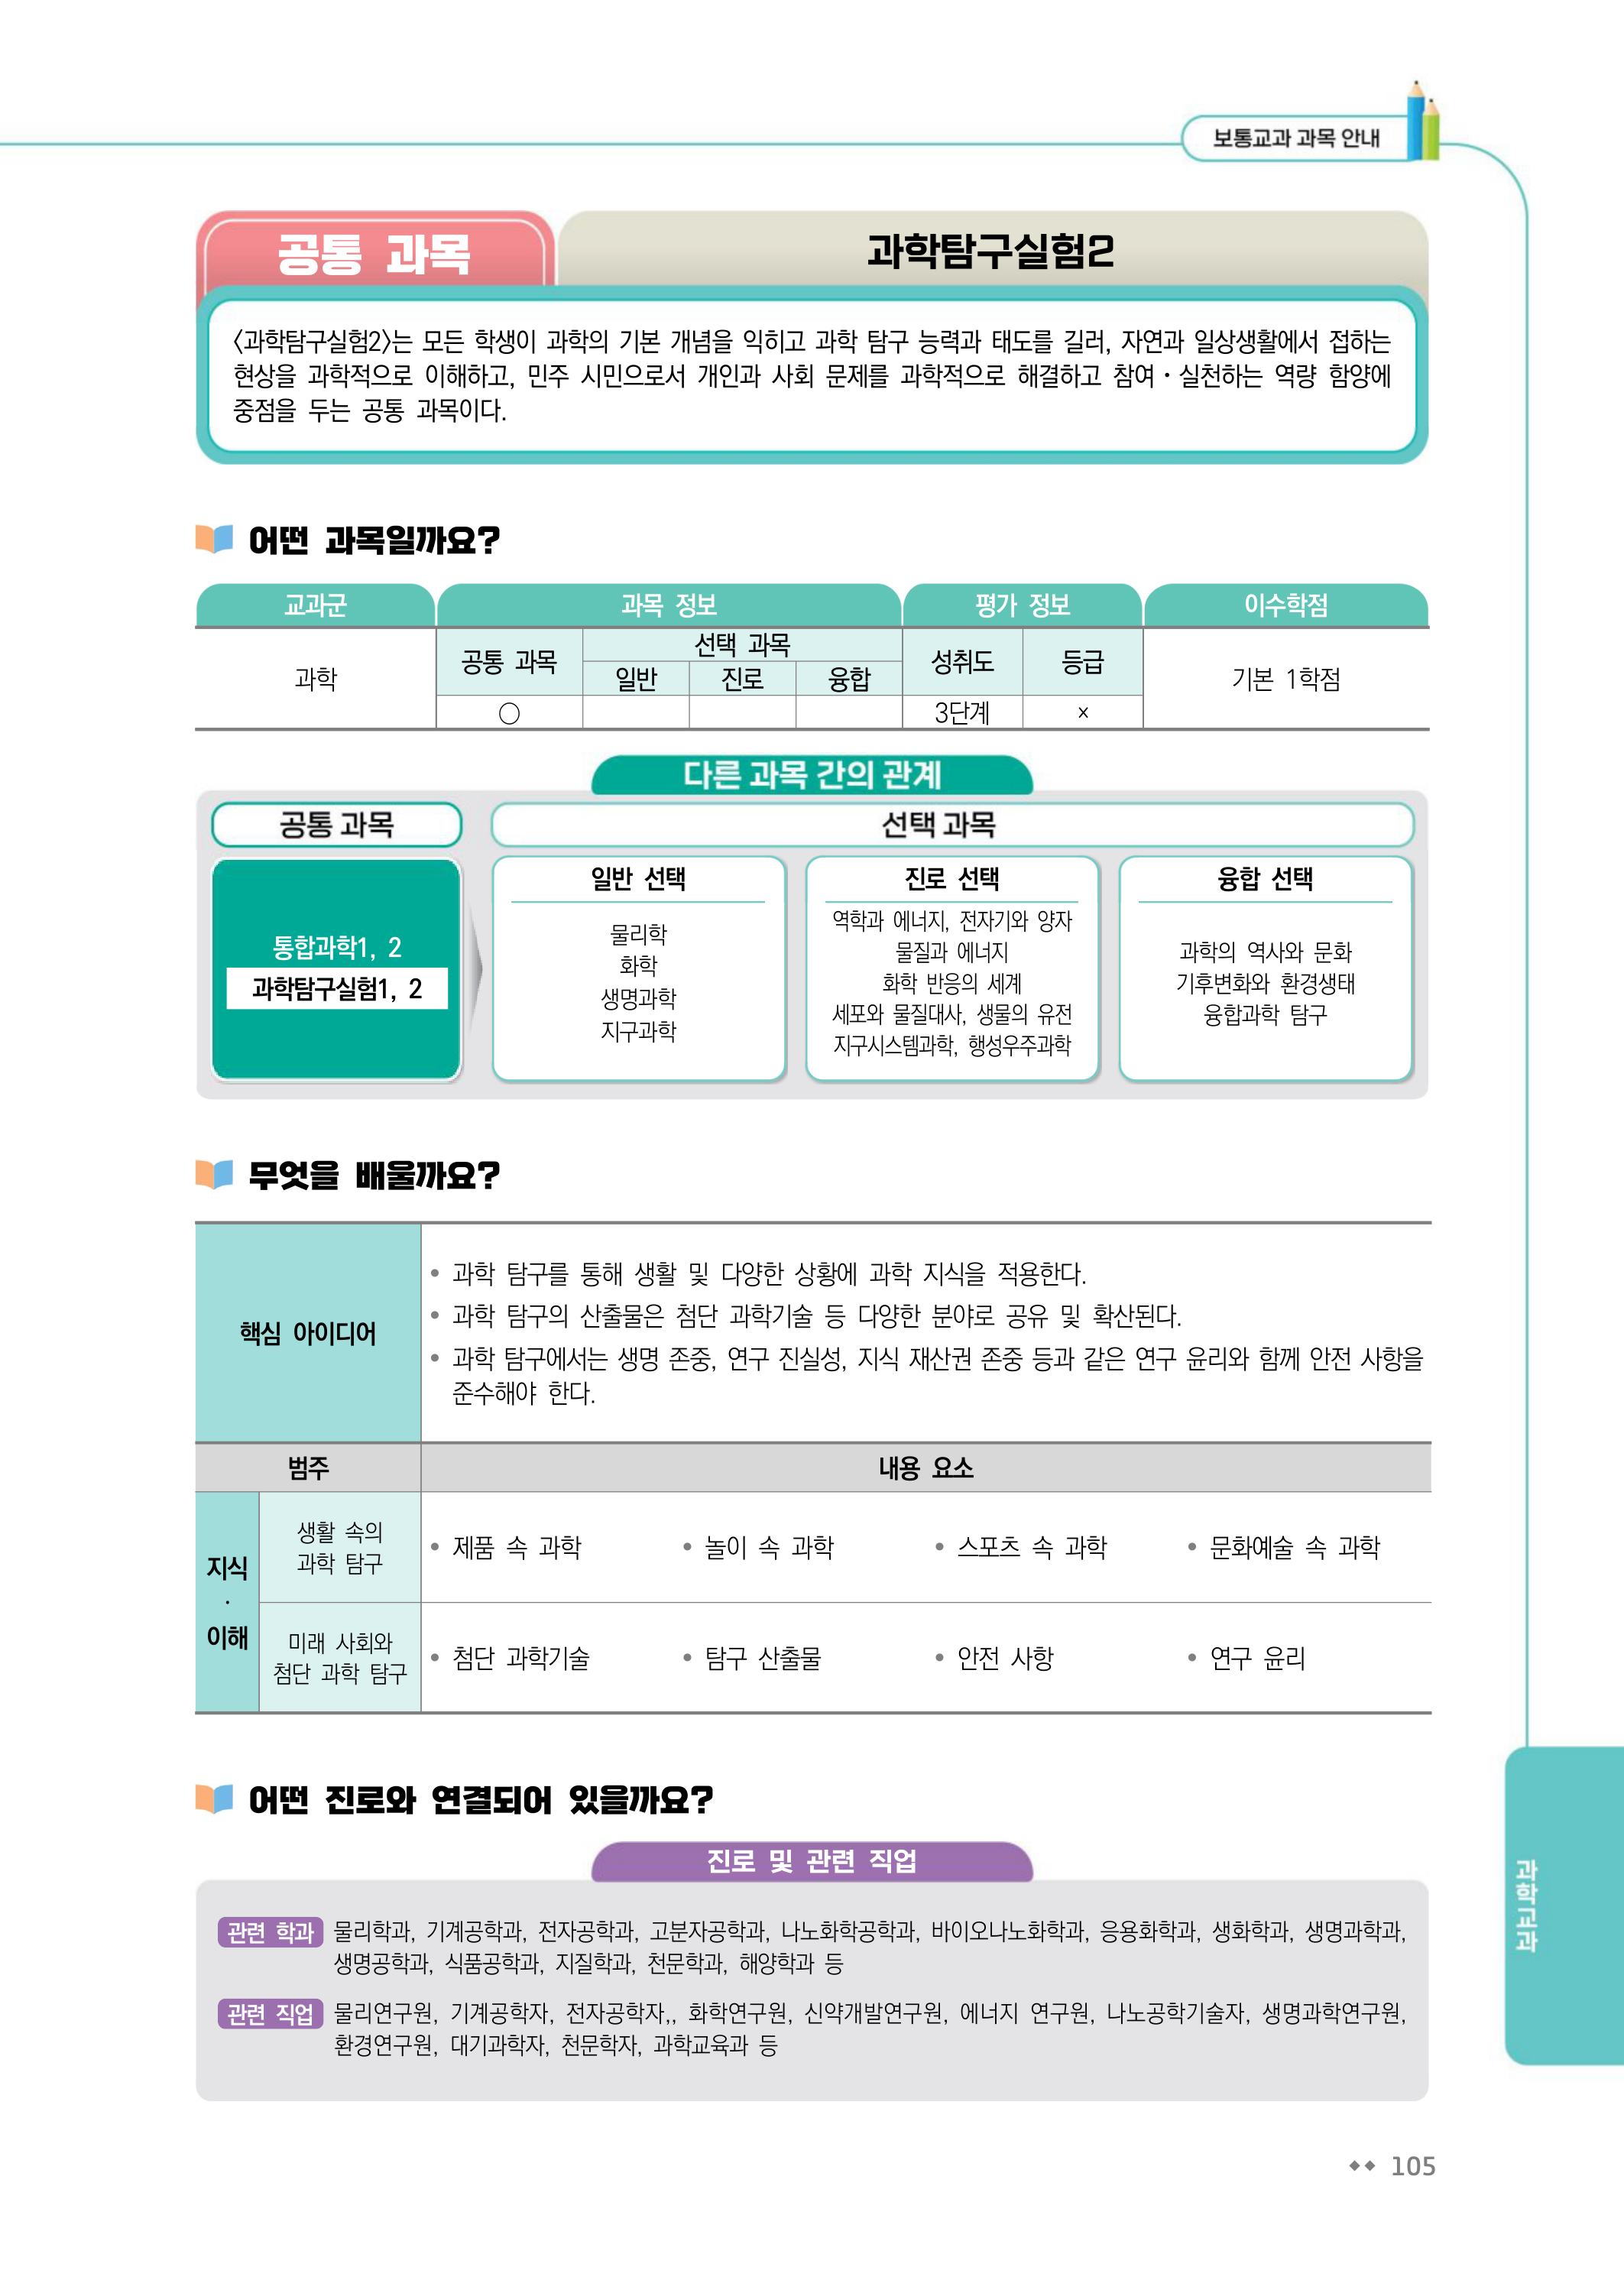 보통교과 과목 안내
공통 과목
과학탐구실험2
〈과학탐구실험2〉는 모든 학생이 과학의 기본 개념을 익히고 과학 탐구 능력과 태도를 길러, 자연과 일상생활에서 접하는
현상을 과학적으로 이해하고, 민주 시민으로서 개인과 사회 문제를 과학적으로 해결하고 참여・실천하는 역량 함양에
중점을 두는 공통 과목이다.
어떤 과목일까요?
교과군 과목 정보 평가 정보 이수학점
과학 공통 과목 선택 과목 성취도 등급 기본 1학점
일반 진로 융합
○ 3단계 ×
다른 과목 간의 관계
공통 과목 선택 과목
통합과학1, 2
과학탐구실험1, 2
일반 선택
물리학
화학
생명과학
지구과학
진로 선택
역학과 에너지, 전자기와 양자
물질과 에너지
화학 반응의 세계
세포와 물질대사, 생물의 유전
지구시스템과학, 행성우주과학
융합 선택
과학의 역사와 문화
기후변화와 환경생태
융합과학 탐구
무엇을 배울까요?
핵심 아이디어
• 과학 탐구를 통해 생활 및 다양한 상황에 과학 지식을 적용한다.
• 과학 탐구의 산출물은 첨단 과학기술 등 다양한 분야로 공유 및 확산된다.
• 과학 탐구에서는 생명 존중, 연구 진실성, 지식 재산권 존중 등과 같은 연구 윤리와 함께 안전 사항을
준수해야 한다.
범주 내용 요소
지식
·
이해
생활 속의
과학 탐구
• 제품 속 과학 • 놀이 속 과학 • 스포츠 속 과학 • 문화예술 속 과학
미래 사회와
첨단 과학 탐구
• 첨단 과학기술 • 탐구 산출물 • 안전 사항 • 연구 윤리
어떤 진로와 연결되어 있을까요?
진로 및 관련 직업
관련 학과 물리학과, 기계공학과, 전자공학과, 고분자공학과, 나노화학공학과, 바이오나노화학과, 응용화학과, 생화학과, 생명과학과,
생명공학과, 식품공학과, 지질학과, 천문학과, 해양학과 등
관련 직업 물리연구원, 기계공학자, 전자공학자,, 화학연구원, 신약개발연구원, 에너지 연구원, 나노공학기술자, 생명과학연구원,
환경연구원, 대기과학자, 천문학자, 과학교육과 등
과학교과
◆◆ 105